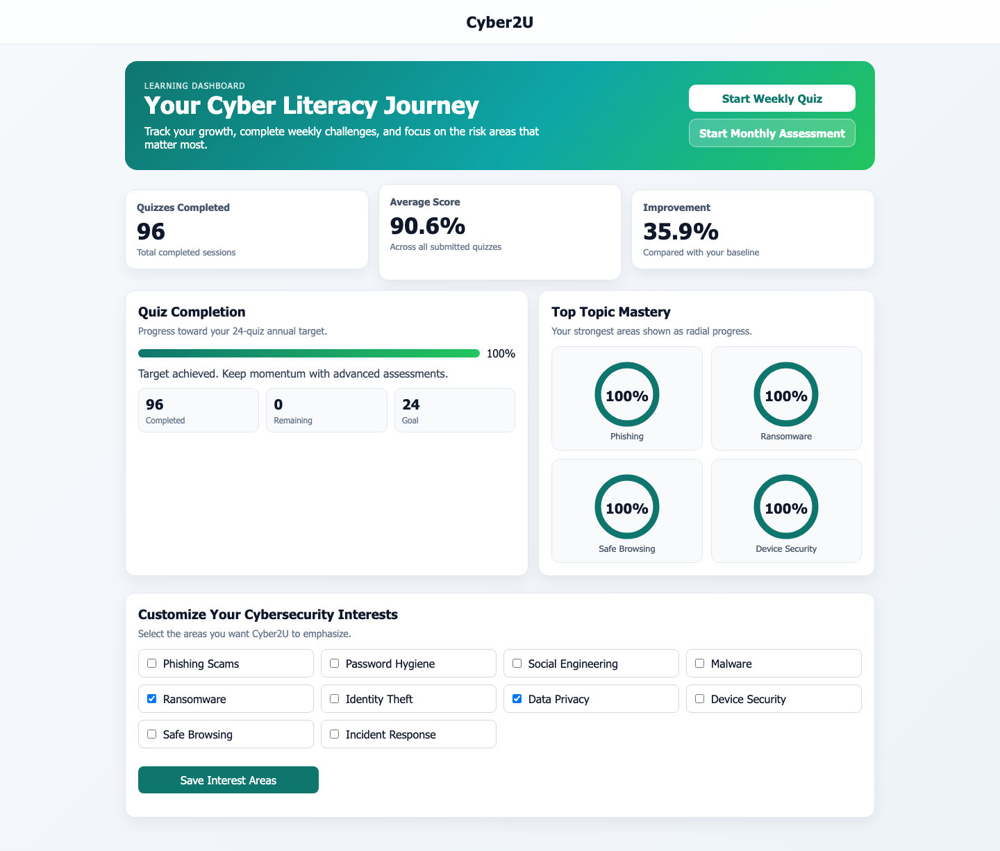 Cyber2U
LEARNING DASHBOARD
Your Cyber Literacy Journey
Track your growth, complete weekly challenges, and focus on the risk areas that
matter most.
Start Weekly Quiz
Start Monthly Assessment
Quizzes Completed
96
Total completed sessions
Average Score
90.6%
Across all submitted quizzes
Improvement
35.9%
Compared with your baseline
Quiz Completion
Progress toward your 24-quiz annual target.
100%
Target achieved. Keep momentum with advanced assessments.
96
Completed
0
Remaining
24
Goal
Top Topic Mastery
Your strongest areas shown as radial progress.
100%
Phishing
100%
Ransomware
100%
Safe Browsing
100%
Device Security
Customize Your Cybersecurity Interests
Select the areas you want Cyber2U to emphasize.
Phishing Scams
Password Hygiene
Social Engineering
Malware
Ransomware
Identity Theft
Data Privacy
Device Security
Safe Browsing
Incident Response
Save Interest Areas